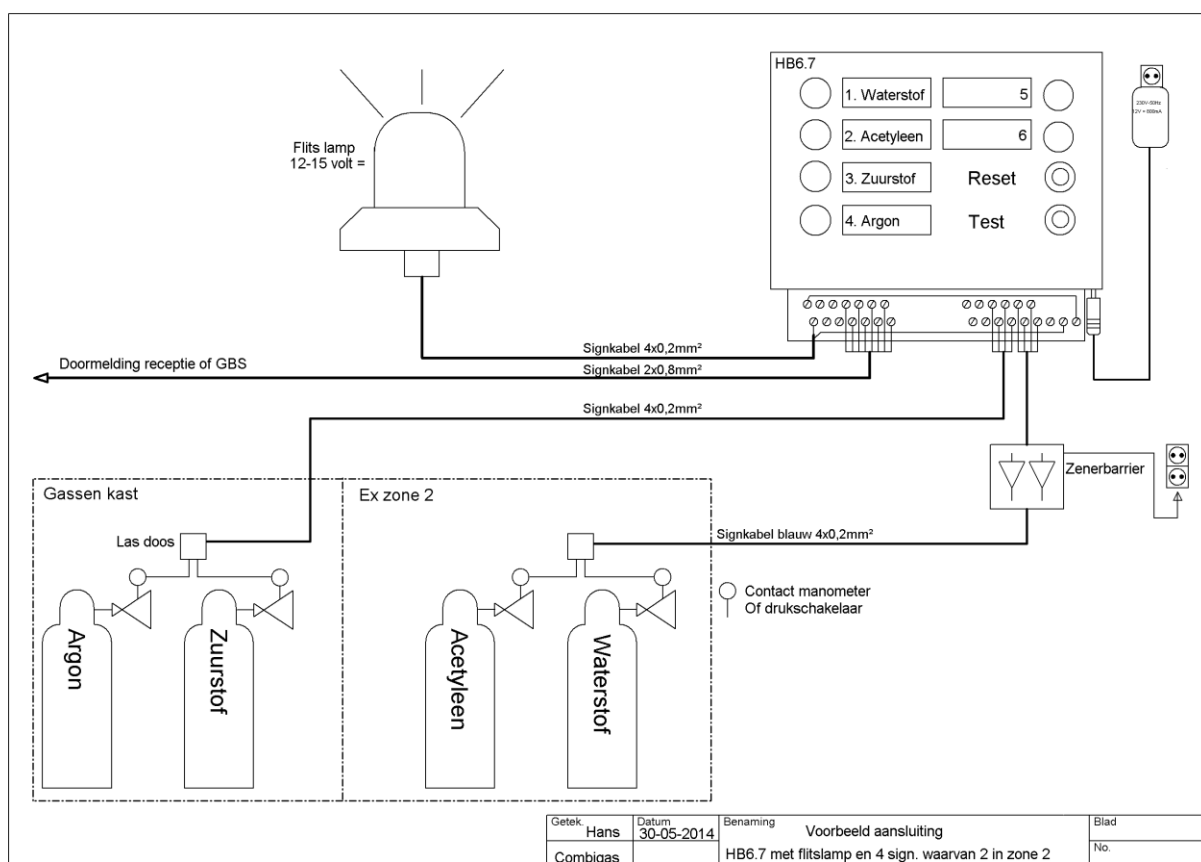 HB6.7
1. Waterstof
5
2. Acetyleen
6
3. Zuurstof
Reset
4. Argon
Test
230V-50Hz
12V = 800mA
Flits lamp
12-15 volt =
Signkabel 4x0,2mm²
Doormelding receptie of GBS
Signkabel 2x0,8mm²
Signkabel 4x0,2mm²
Zenerbarrier
Gassen kast
Ex zone 2
Las doos
Signkabel blauw 4x0,2mm²
Contact manometer
Of drukschakelaar
Argon
Zuurstof
Acetyleen
Waterstof
Getek.
Hans
Datum
30-05-2014
Benaming
Voorbeeld aansluiting
Blad
Combigas
HB6.7 met flitslamp en 4 sign. waarvan 2 in zone 2
No.